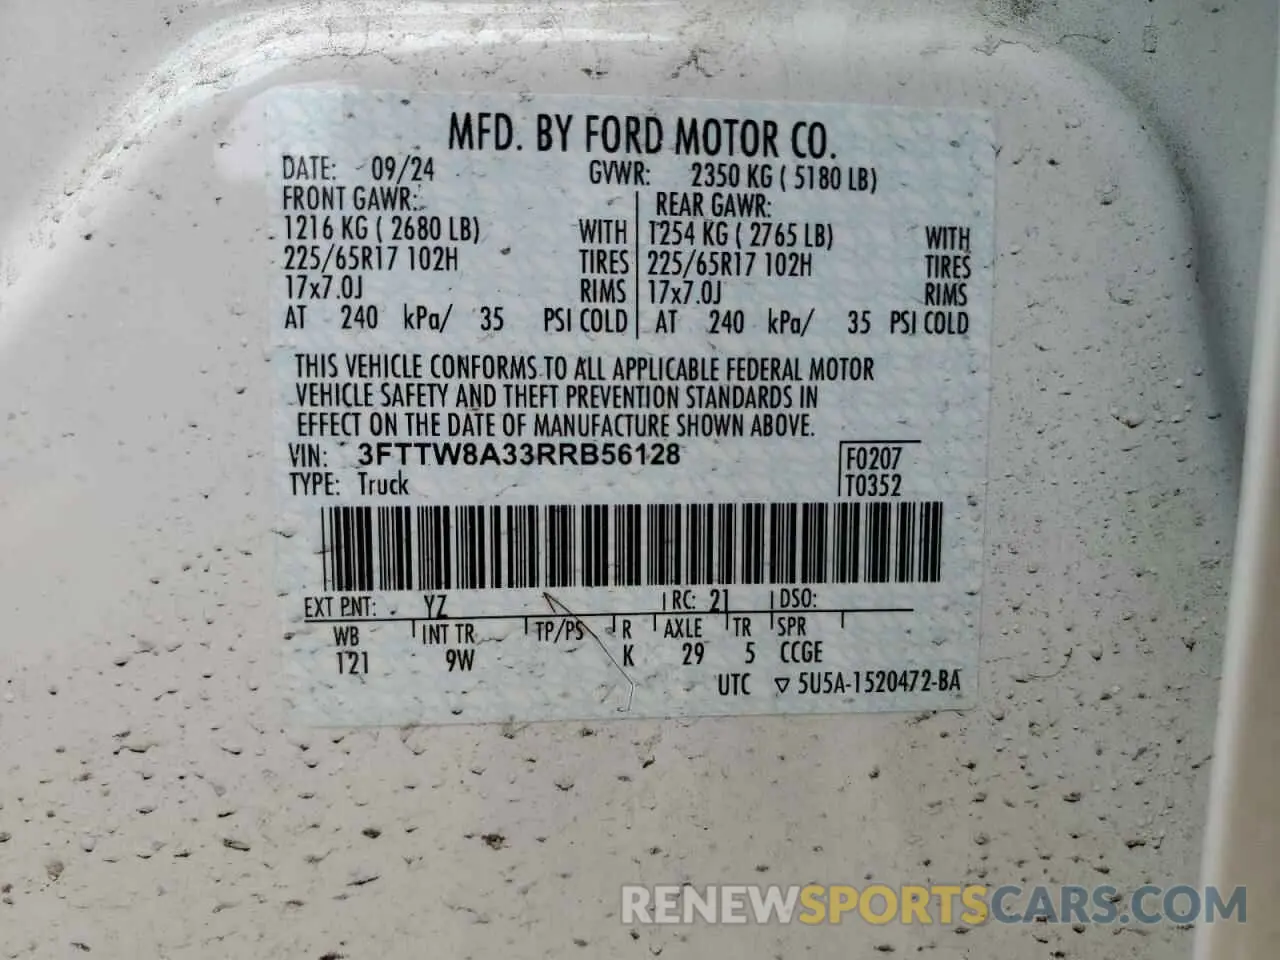 MFD. BY FORD MOTOR CO.
DATE: 09/24 GVWR: 2350 KG ( 5180 LB)
FRONT GAWR: REAR GAWR:
1216 KG ( 2680 LB) WITH 1254 KG ( 2765 LB) WITH
225/65R17 102H TIRES 225/65R17 102H TIRES
17x7.0J RIMS 17x7.0J RIMS
AT 240 kPa/ 35 PSI COLD AT 240 kPa/ 35 PSI COLD
THIS VEHICLE CONFORMS TO ALL APPLICABLE FEDERAL MOTOR
VEHICLE SAFETY AND THEFT PREVENTION STANDARDS IN
EFFECT ON THE DATE OF MANUFACTURE SHOWN ABOVE.
VIN: 3FTTW8A33RRB56128 F0207
TYPE: Truck T0352
EXT PNT: YZ RC: 21 DSO:
WB INT TR TP/PS R AXLE TR SPR
121 9W K 29 5 CCGE
UTC ▽ 5U5A-1520472-BA
RENEWSPORTSCARS.COM